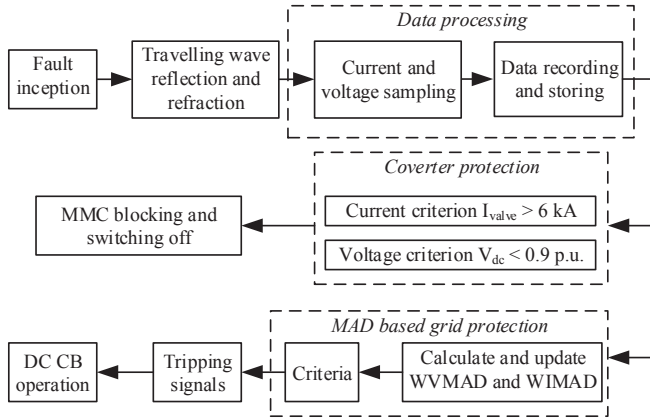 Data processing
Fault
inception
Travelling wave
reflection and
refraction
Current and
voltage sampling
Data recording
and storing
Coverter protection
MMC blocking and
switching off
Current criterion I_valve > 6 kA
Voltage criterion V_dc < 0.9 p.u.
MAD based grid protection
DC CB
operation
Tripping
signals
Criteria
Calculate and update
WVMAD and WIMAD